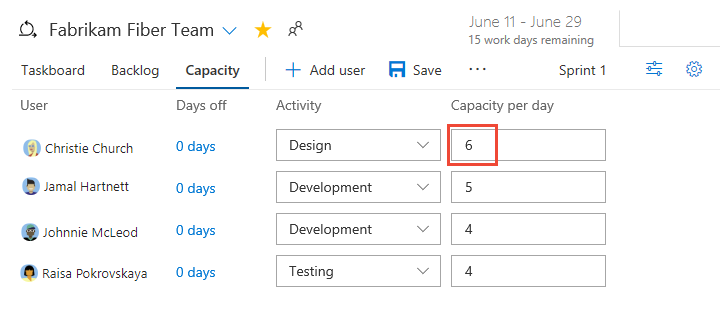 Fabrikam Fiber Team
June 11 - June 29
15 work days remaining
Taskboard Backlog Capacity Add user Save ... Sprint 1
User Days off Activity Capacity per day
Christie Church 0 days Design 6
Jamal Hartnett 0 days Development 5
Johnnie McLeod 0 days Development 4
Raisa Pokrovskaya 0 days Testing 4